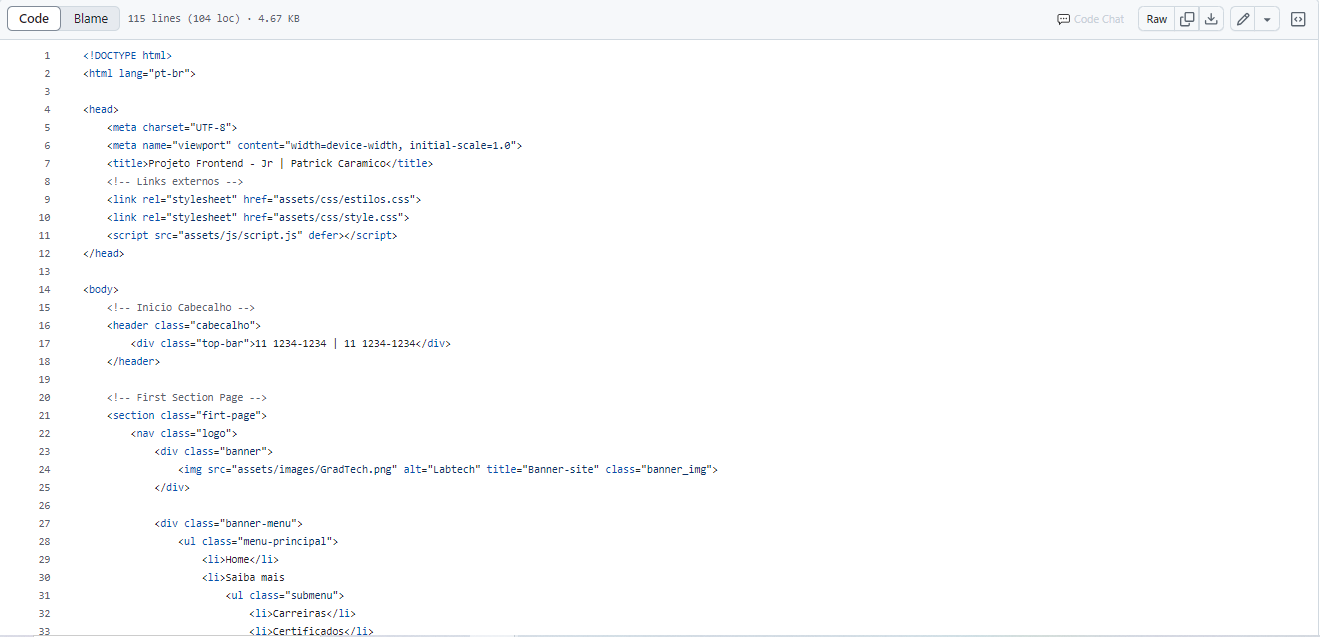 Code Blame 115 lines (104 loc) · 4.67 KB Code Chat Raw
1 <!DOCTYPE html>
2 <html lang="pt-br">
3
4 <head>
5 <meta charset="UTF-8">
6 <meta name="viewport" content="width=device-width, initial-scale=1.0">
7 <title>Projeto Frontend - Jr | Patrick Caramico</title>
8 <!-- Links externos -->
9 <link rel="stylesheet" href="assets/css/estilos.css">
10 <link rel="stylesheet" href="assets/css/style.css">
11 <script src="assets/js/script.js" defer></script>
12 </head>
13
14 <body>
15 <!-- Inicio Cabecalho -->
16 <header class="cabecalho">
17 <div class="top-bar">11 1234-1234 | 11 1234-1234</div>
18 </header>
19
20 <!-- First Section Page -->
21 <section class="firt-page">
22 <nav class="logo">
23 <div class="banner">
24 <img src="assets/images/GradTech.png" alt="Labtech" title="Banner-site" class="banner_img">
25 </div>
26
27 <div class="banner-menu">
28 <ul class="menu-principal">
29 <li>Home</li>
30 <li>Saiba mais
31 <ul class="submenu">
32 <li>Carreiras</li>
33 <li>Certificados</li>